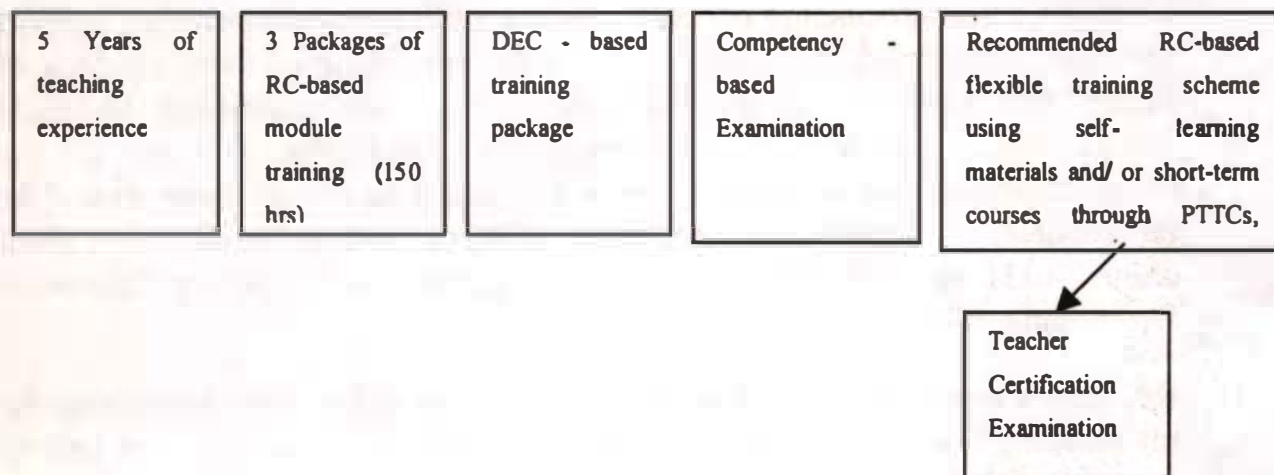 5 Years of
teaching
experience
3 Packages of
RC-based
module
training (150
hrs)
DEC - based
training
package
Competency -
based
Examination
Recommended RC-based
flexible training scheme
using self- learning
materials and/ or short-term
courses through PTTCs,
Teacher
Certification
Examination